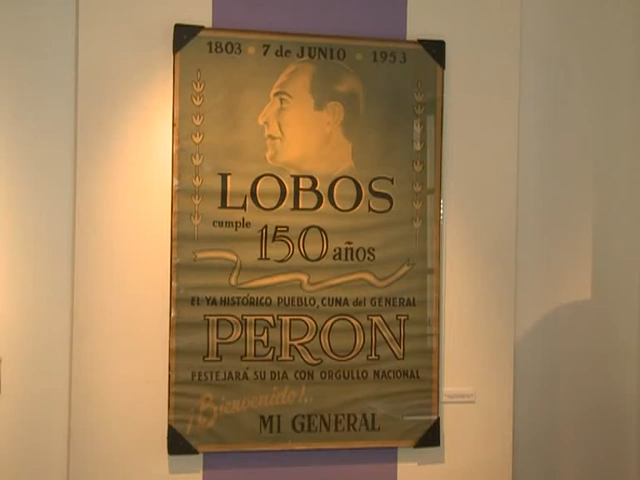 1803 • 7 de JUNIO • 1953
LOBOS
cumple
150 años
EL YA HISTÓRICO PUEBLO, CUNA del GENERAL
PERON
FESTEJARÁ SU DIA CON ORGULLO NACIONAL
¡Bienvenido!..
MI GENERAL